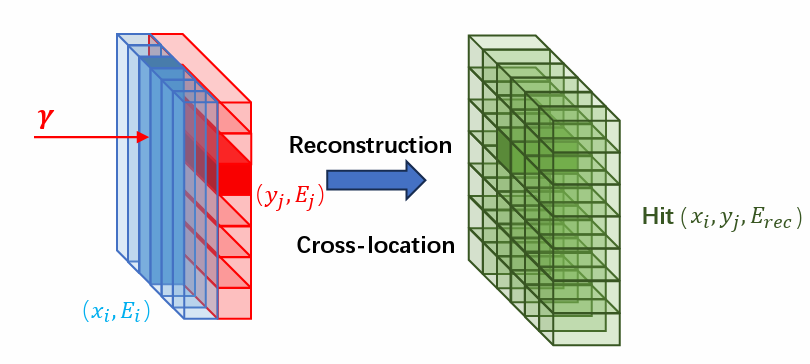 γ
Reconstruction
(y_j, E_j)
Hit (x_i, y_j, E_rec)
Cross-location
(x_i, E_i)